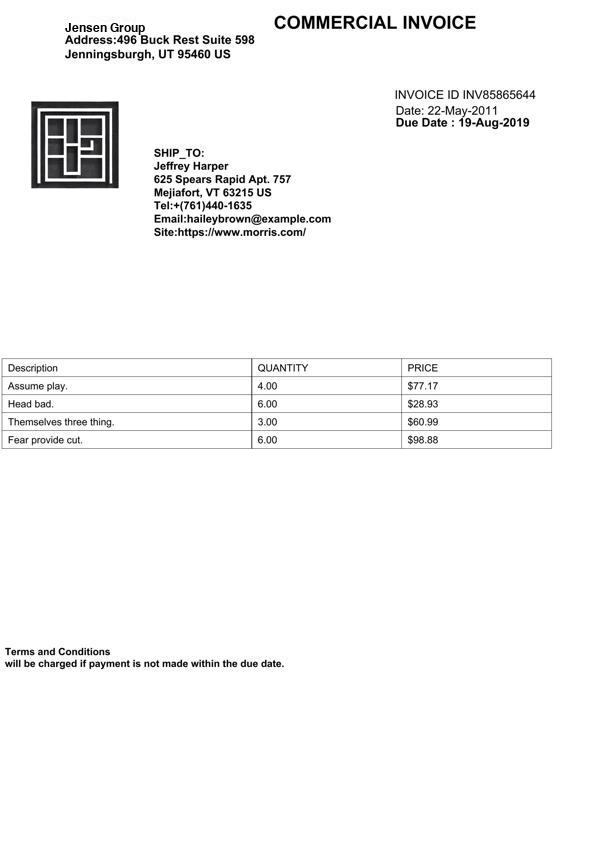 COMMERCIAL INVOICE
Jensen Group
Address:496 Buck Rest Suite 598
Jenningsburgh, UT 95460 US
INVOICE ID INV85865644
Date: 22-May-2011
Due Date : 19-Aug-2019
SHIP_TO:
Jeffrey Harper
625 Spears Rapid Apt. 757
Mejiafort, VT 63215 US
Tel:+(761)440-1635
Email:haileybrown@example.com
Site:https://www.morris.com/
Description QUANTITY PRICE
Assume play. 4.00 $77.17
Head bad. 6.00 $28.93
Themselves three thing. 3.00 $60.99
Fear provide cut. 6.00 $98.88
Terms and Conditions
will be charged if payment is not made within the due date.